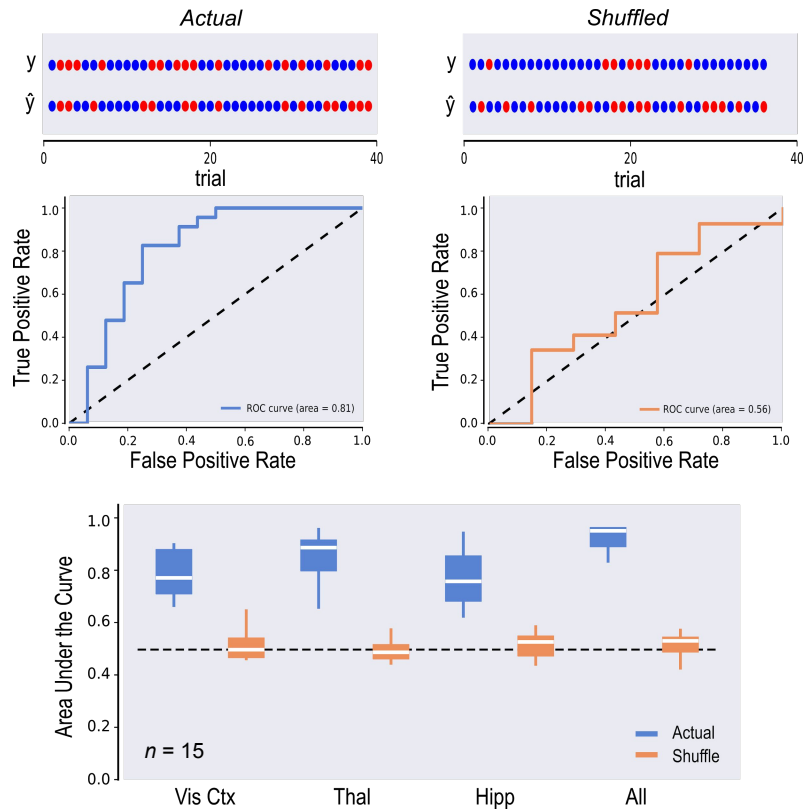 Actual
Shuffled
y
ŷ
0
20
40
trial
y
ŷ
0
20
40
trial
True Positive Rate
1.0
0.8
0.6
0.4
0.2
0.0
ROC curve (area = 0.81)
0.0 0.2 0.4 0.6 0.8 1.0
False Positive Rate
True Positive Rate
1.0
0.8
0.6
0.4
0.2
0.0
ROC curve (area = 0.56)
0.0 0.2 0.4 0.6 0.8 1.0
False Positive Rate
Area Under the Curve
1.0
0.8
0.6
0.4
0.2
0.0
n = 15
Actual
Shuffle
Vis Ctx
Thal
Hipp
All